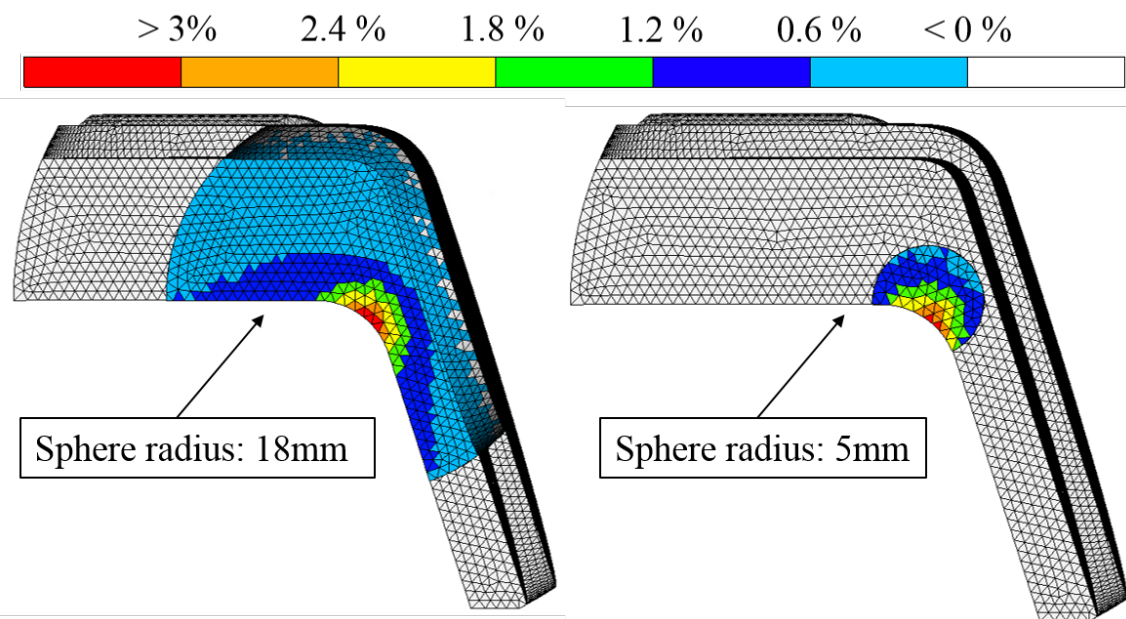 > 3% 2.4 % 1.8 % 1.2 % 0.6 % < 0 %
Sphere radius: 18mm
Sphere radius: 5mm